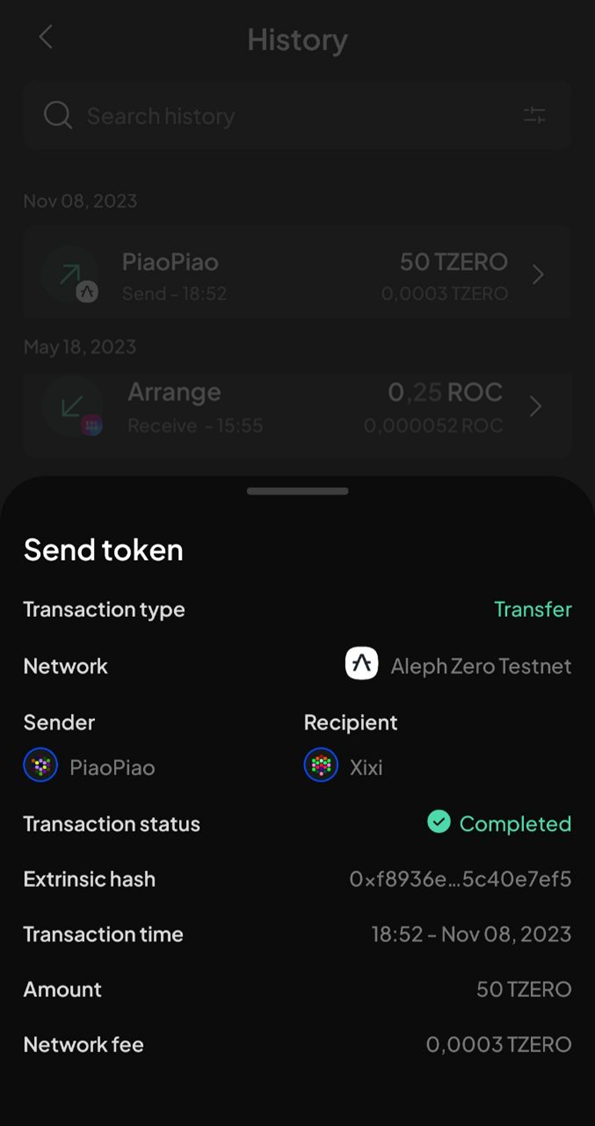 History
Search history
Nov 08, 2023
PiaoPiao 50 TZERO
Send - 18:52 0,0003 TZERO
May 18, 2023
Arrange 0,25 ROC
Receive - 15:55 0,000052 ROC
Send token
Transaction type Transfer
Network Aleph Zero Testnet
Sender Recipient
PiaoPiao Xixi
Transaction status Completed
Extrinsic hash 0xf8936e...5c40e7ef5
Transaction time 18:52 - Nov 08, 2023
Amount 50 TZERO
Network fee 0,0003 TZERO